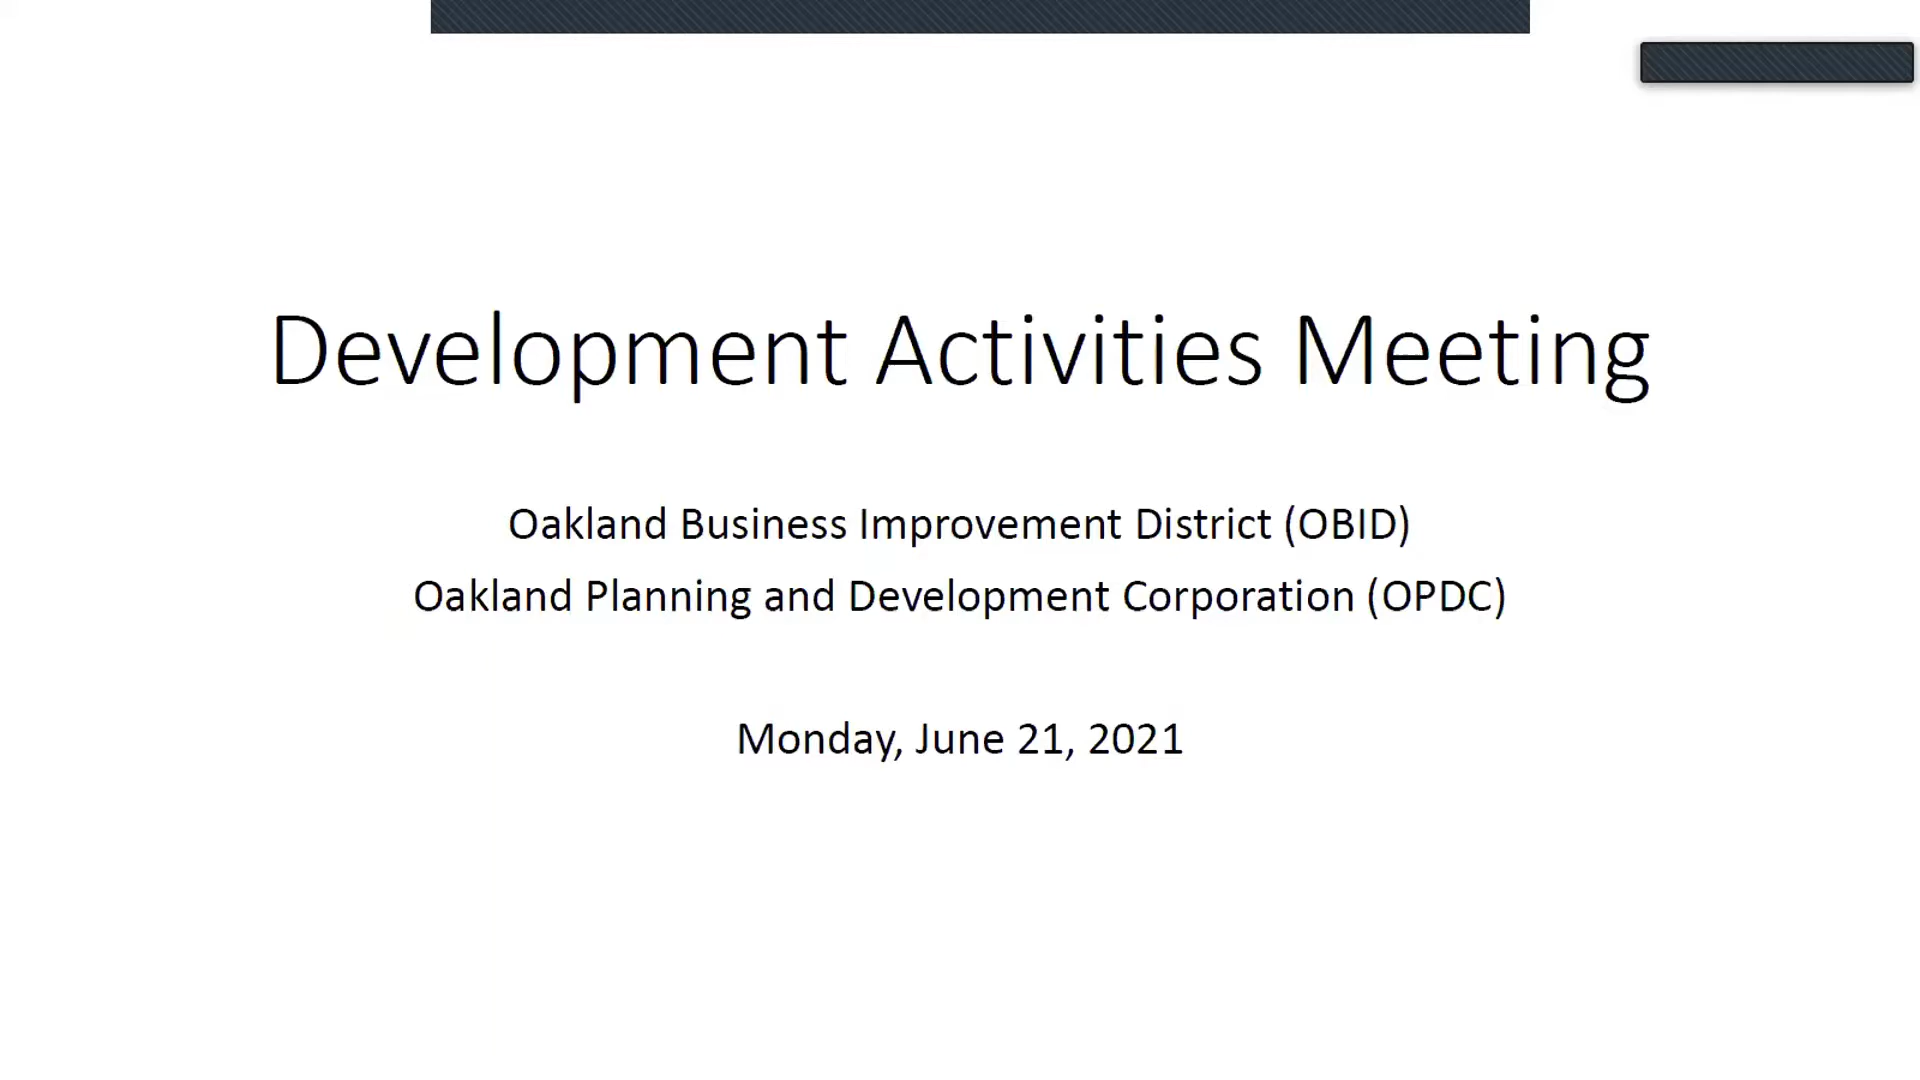 Development Activities Meeting
Oakland Business Improvement District (OBID)
Oakland Planning and Development Corporation (OPDC)
Monday, June 21, 2021